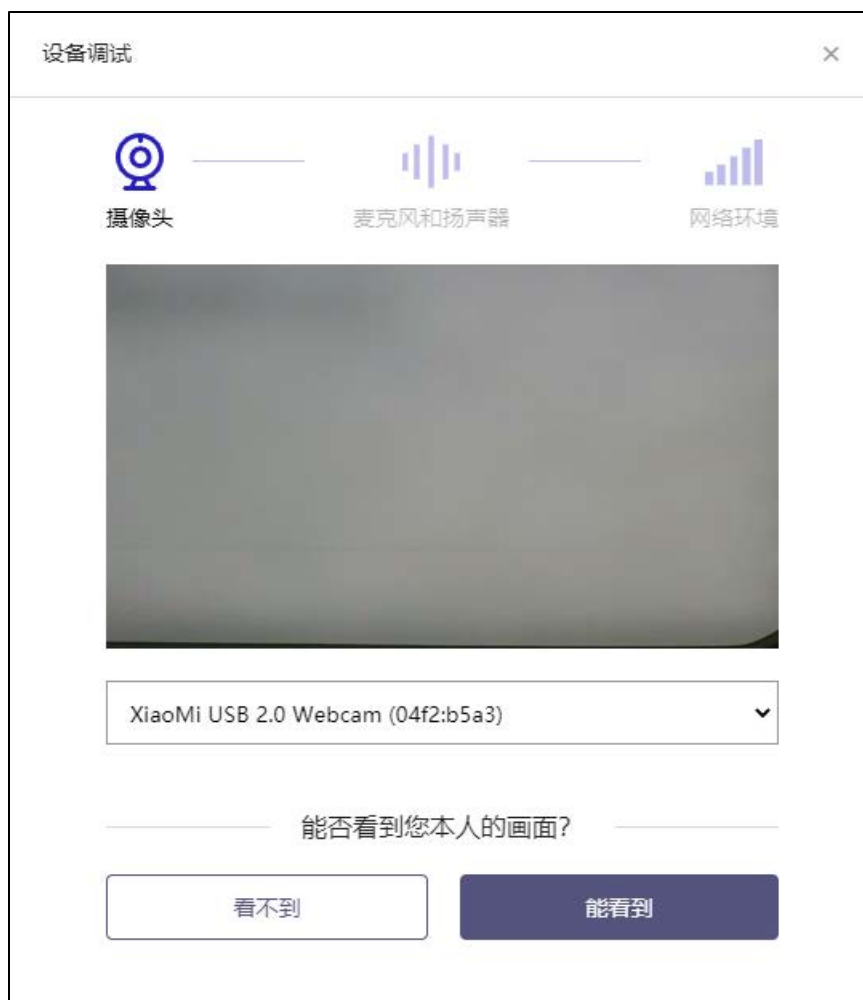 设备调试
摄像头
麦克风和扬声器
网络环境
XiaoMi USB 2.0 Webcam (04f2:b5a3)
能否看到您本人的画面?
看不到
能看到